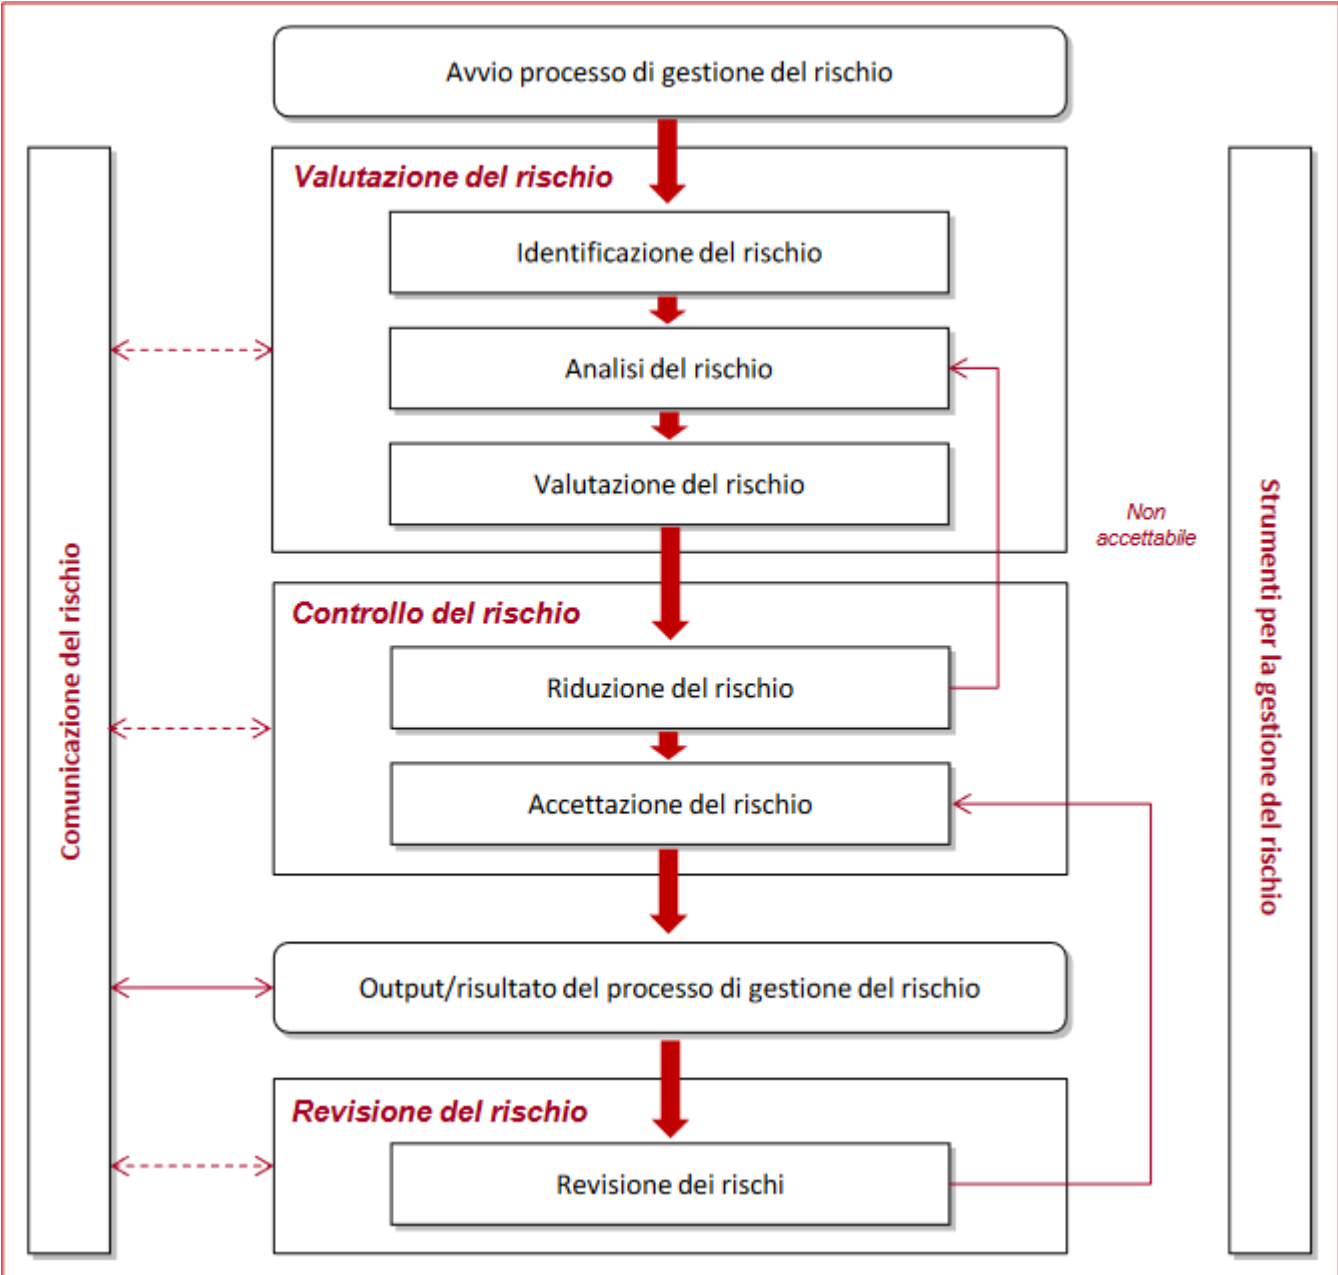 Avvio processo di gestione del rischio
Valutazione del rischio
Identificazione del rischio
Analisi del rischio
Valutazione del rischio
Non
accettabile
Controllo del rischio
Riduzione del rischio
Accettazione del rischio
Output/risultato del processo di gestione del rischio
Revisione del rischio
Revisione dei rischi
Comunicazione del rischio
Strumenti per la gestione del rischio